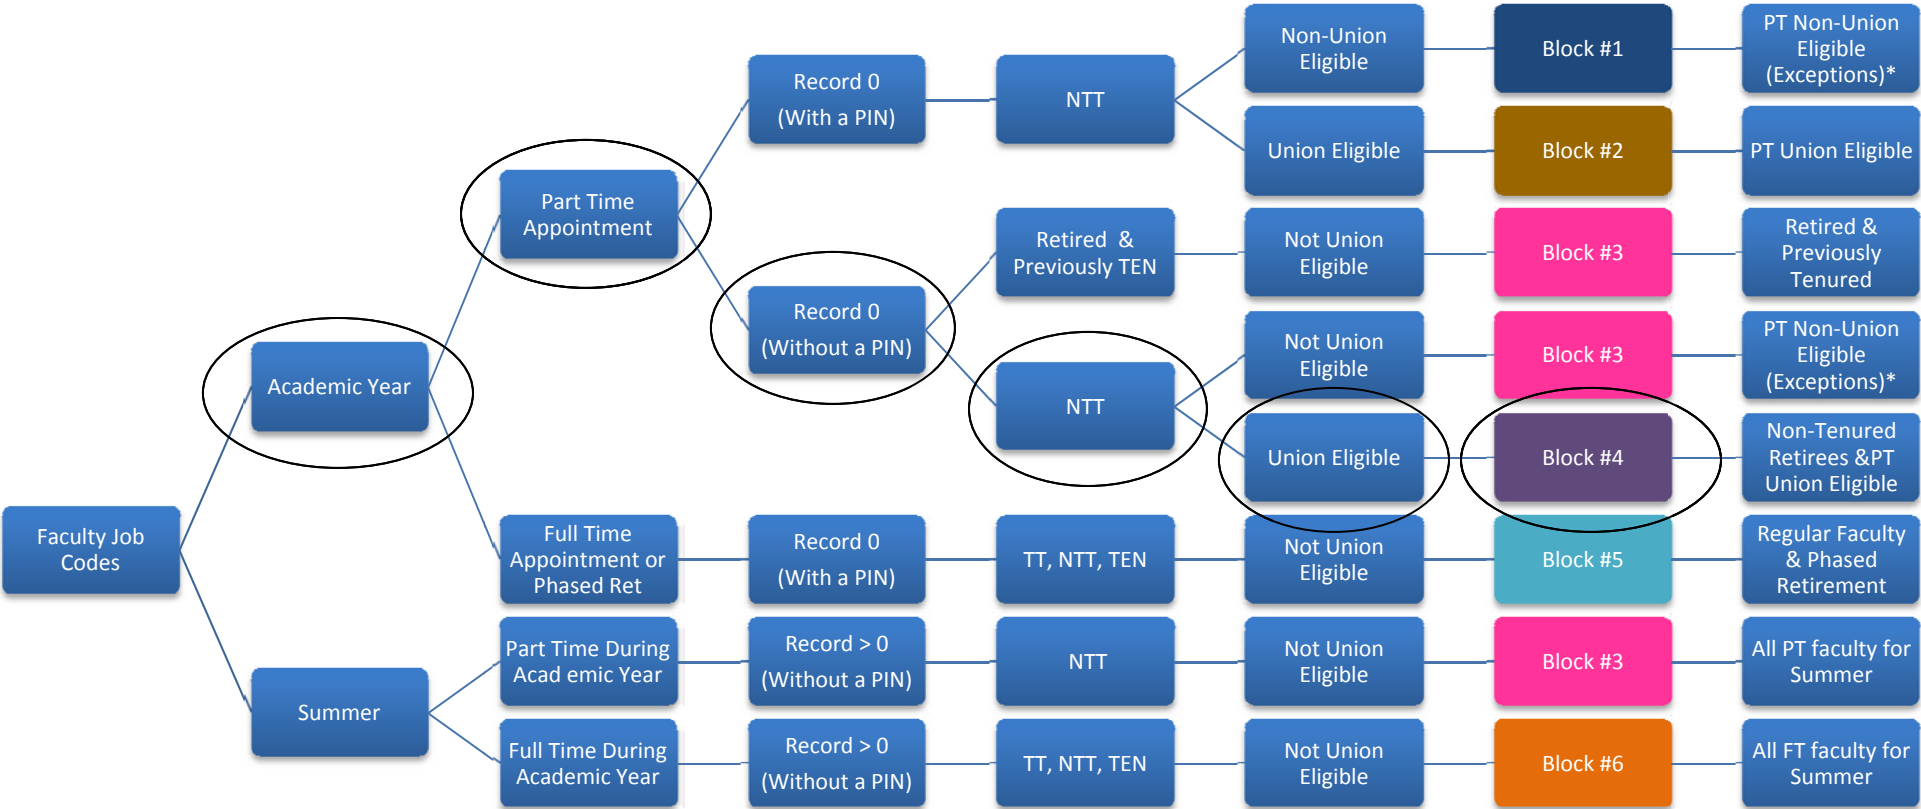 Non-Union
Eligible
Block #1
PT Non-Union
Eligible
(Exceptions)*
Record 0
(With a PIN)
NTT
Union Eligible
Block #2
PT Union Eligible
Part Time
Appointment
Retired &
Previously TEN
Not Union
Eligible
Block #3
Retired &
Previously
Tenured
Record 0
(Without a PIN)
Not Union
Eligible
Block #3
PT Non-Union
Eligible
(Exceptions)*
Academic Year
NTT
Union Eligible
Block #4
Non-Tenured
Retirees &PT
Union Eligible
Faculty Job
Codes
Full Time
Appointment or
Phased Ret
Record 0
(With a PIN)
TT, NTT, TEN
Not Union
Eligible
Block #5
Regular Faculty
& Phased
Retirement
Summer
Part Time During
Acad emic Year
Record > 0
(Without a PIN)
NTT
Not Union
Eligible
Block #3
All PT faculty for
Summer
Full Time During
Academic Year
Record > 0
(Without a PIN)
TT, NTT, TEN
Not Union
Eligible
Block #6
All FT faculty for
Summer